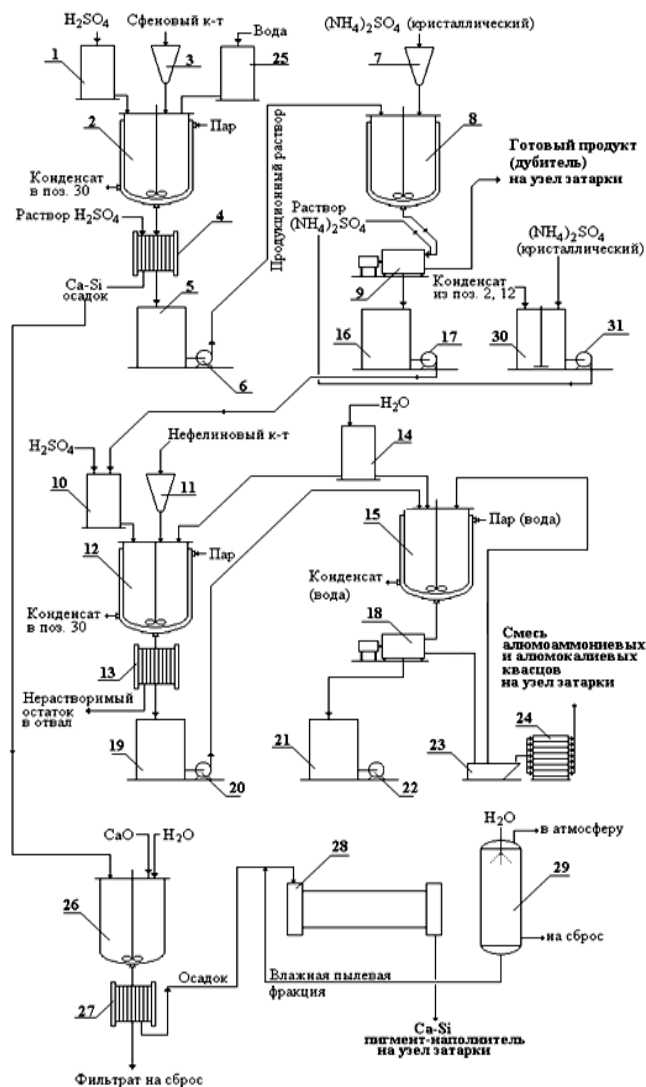 H₂SO₄
Сфеновый к-т
Вода
(NH₄)₂SO₄ (кристаллический)
1
3
25
7
2
Пар
8
Конденсат
в поз. 30
Продукционный раствор
Готовый продукт
(дубитель)
на узел затарки
Раствор H₂SO₄
4
Раствор
(NH₄)₂SO₄
(NH₄)₂SO₄
(кристаллический)
Ca-Si
осадок
9
Конденсат
из поз. 2, 12
5
6
16
17
30
31
H₂O
Нефелиновый к-т
H₂SO₄
14
10
11
15
Пар (вода)
12
Пар
Конденсат
(вода)
Конденсат
в поз. 30
18
Смесь
алюмоаммониевых
и алюмокалиевых
квасцов
на узел затарки
13
Нерастворимый
остаток
в отвал
19
20
21
22
23
24
CaO
H₂O
28
H₂O
в атмосферу
26
29
на сброс
Осадок
Влажная пылевая
фракция
27
Ca-Si
пигмент-наполнитель
на узел затарки
Фильтрат на сброс